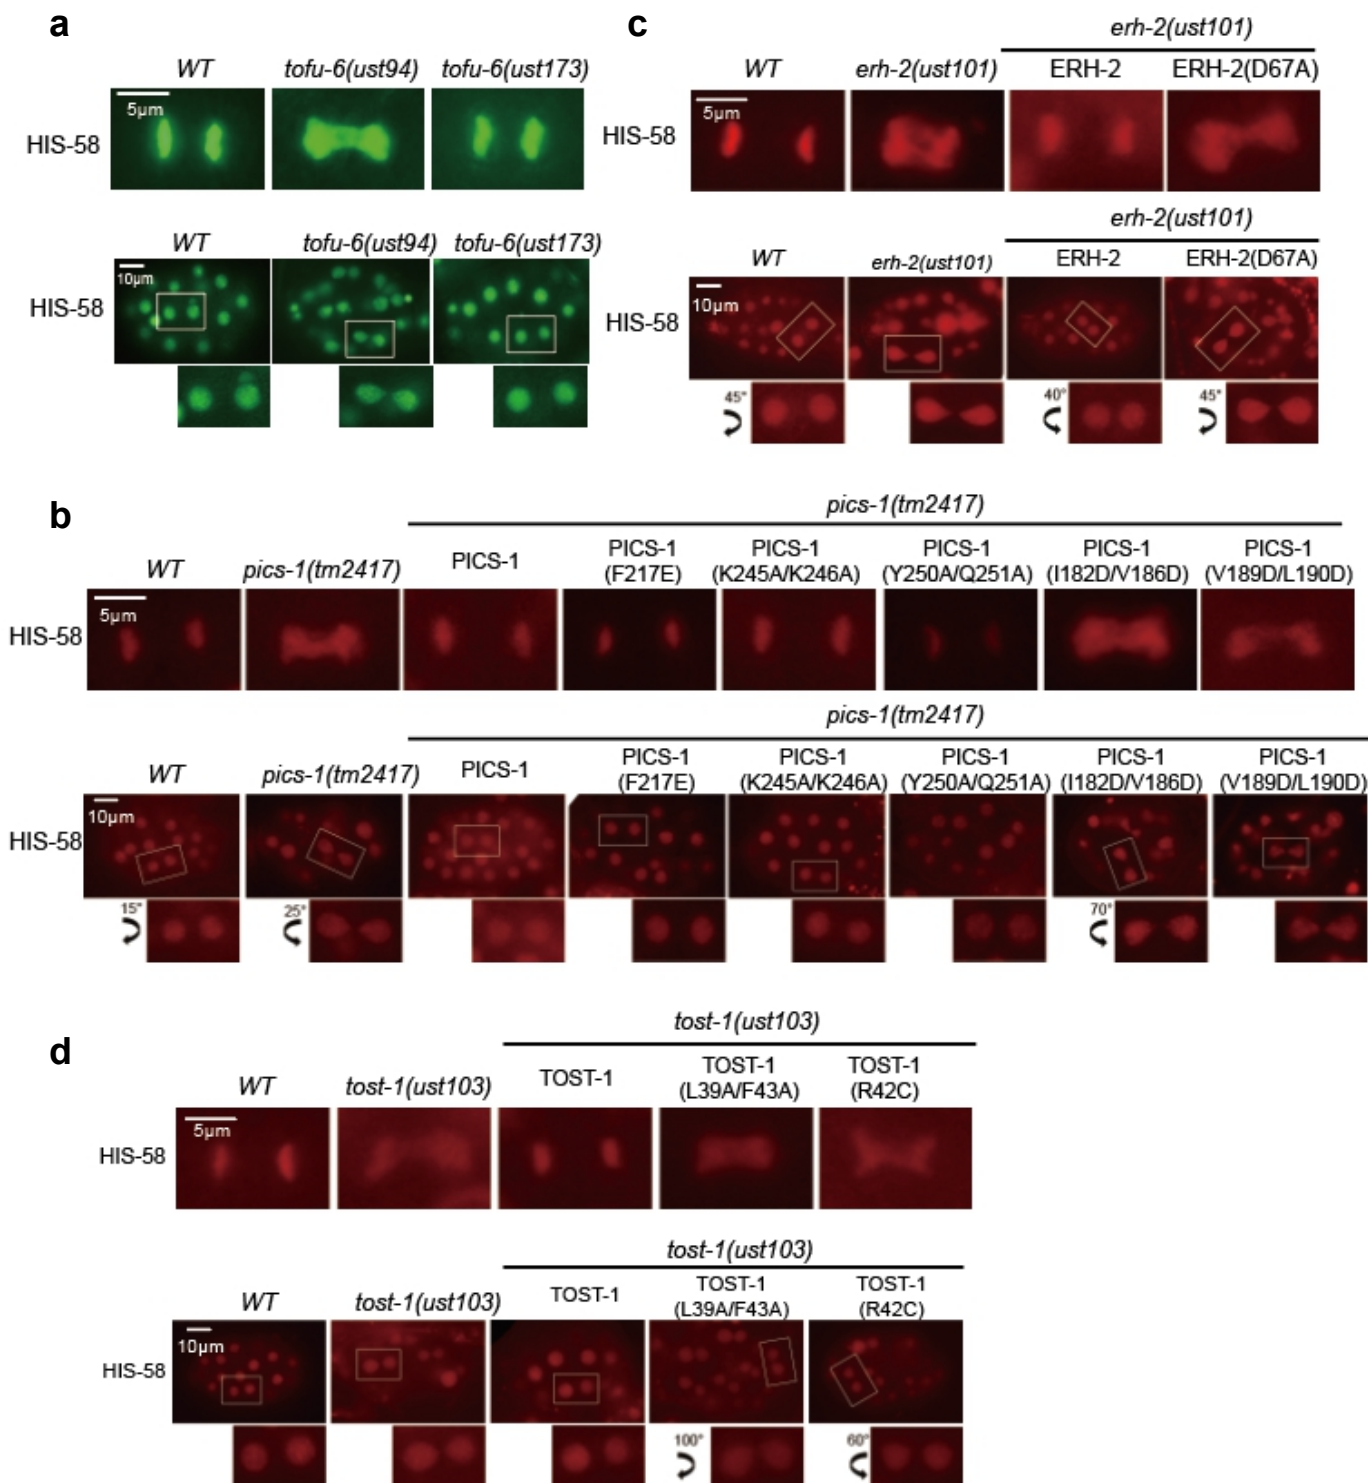 a
WT tofu-6(ust94) tofu-6(ust173)
5µm
HIS-58
WT tofu-6(ust94) tofu-6(ust173)
10µm
HIS-58
c
erh-2(ust101)
WT erh-2(ust101) ERH-2 ERH-2(D67A)
5µm
HIS-58
erh-2(ust101)
WT erh-2(ust101) ERH-2 ERH-2(D67A)
10µm
HIS-58
45° 40° 45°
b
pics-1(tm2417)
WT pics-1(tm2417) PICS-1 PICS-1 PICS-1 PICS-1 PICS-1 PICS-1
(F217E) (K245A/K246A) (Y250A/Q251A) (I182D/V186D) (V189D/L190D)
5µm
HIS-58
pics-1(tm2417)
WT pics-1(tm2417) PICS-1 PICS-1 PICS-1 PICS-1 PICS-1 PICS-1
(F217E) (K245A/K246A) (Y250A/Q251A) (I182D/V186D) (V189D/L190D)
10µm
HIS-58
15° 25° 70°
d
tost-1(ust103)
WT tost-1(ust103) TOST-1 TOST-1 TOST-1
(L39A/F43A) (R42C)
5µm
HIS-58
tost-1(ust103)
WT tost-1(ust103) TOST-1 TOST-1 TOST-1
(L39A/F43A) (R42C)
10µm
HIS-58
100° 60°